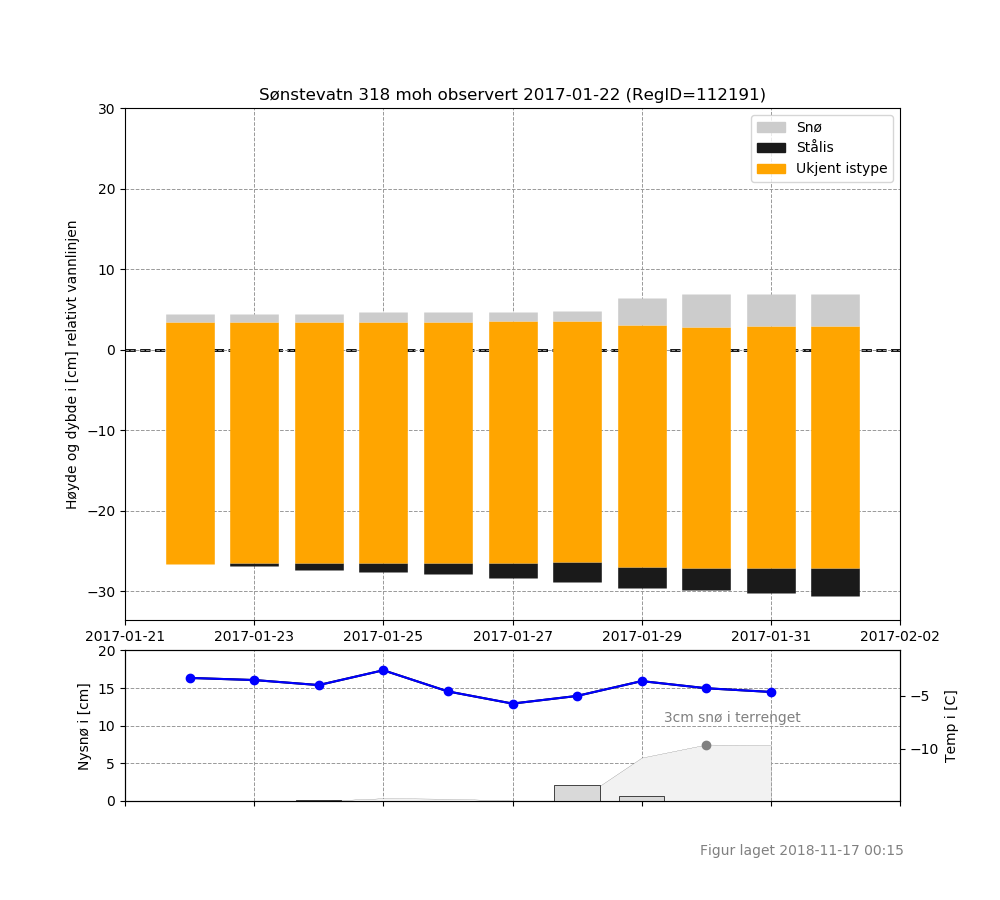 Sønstevatn 318 moh observert 2017-01-22 (RegID=112191)
Snø
Stålis
Ukjent istype
Høyde og dybde i [cm] relativt vannlinjen
30
20
10
0
−10
−20
−30
2017-01-21 2017-01-23 2017-01-25 2017-01-27 2017-01-29 2017-01-31 2017-02-02
Nysnø i [cm]
20
15
10
5
0
3cm snø i terrenget
−5
−10
Temp i [C]
Figur laget 2018-11-17 00:15